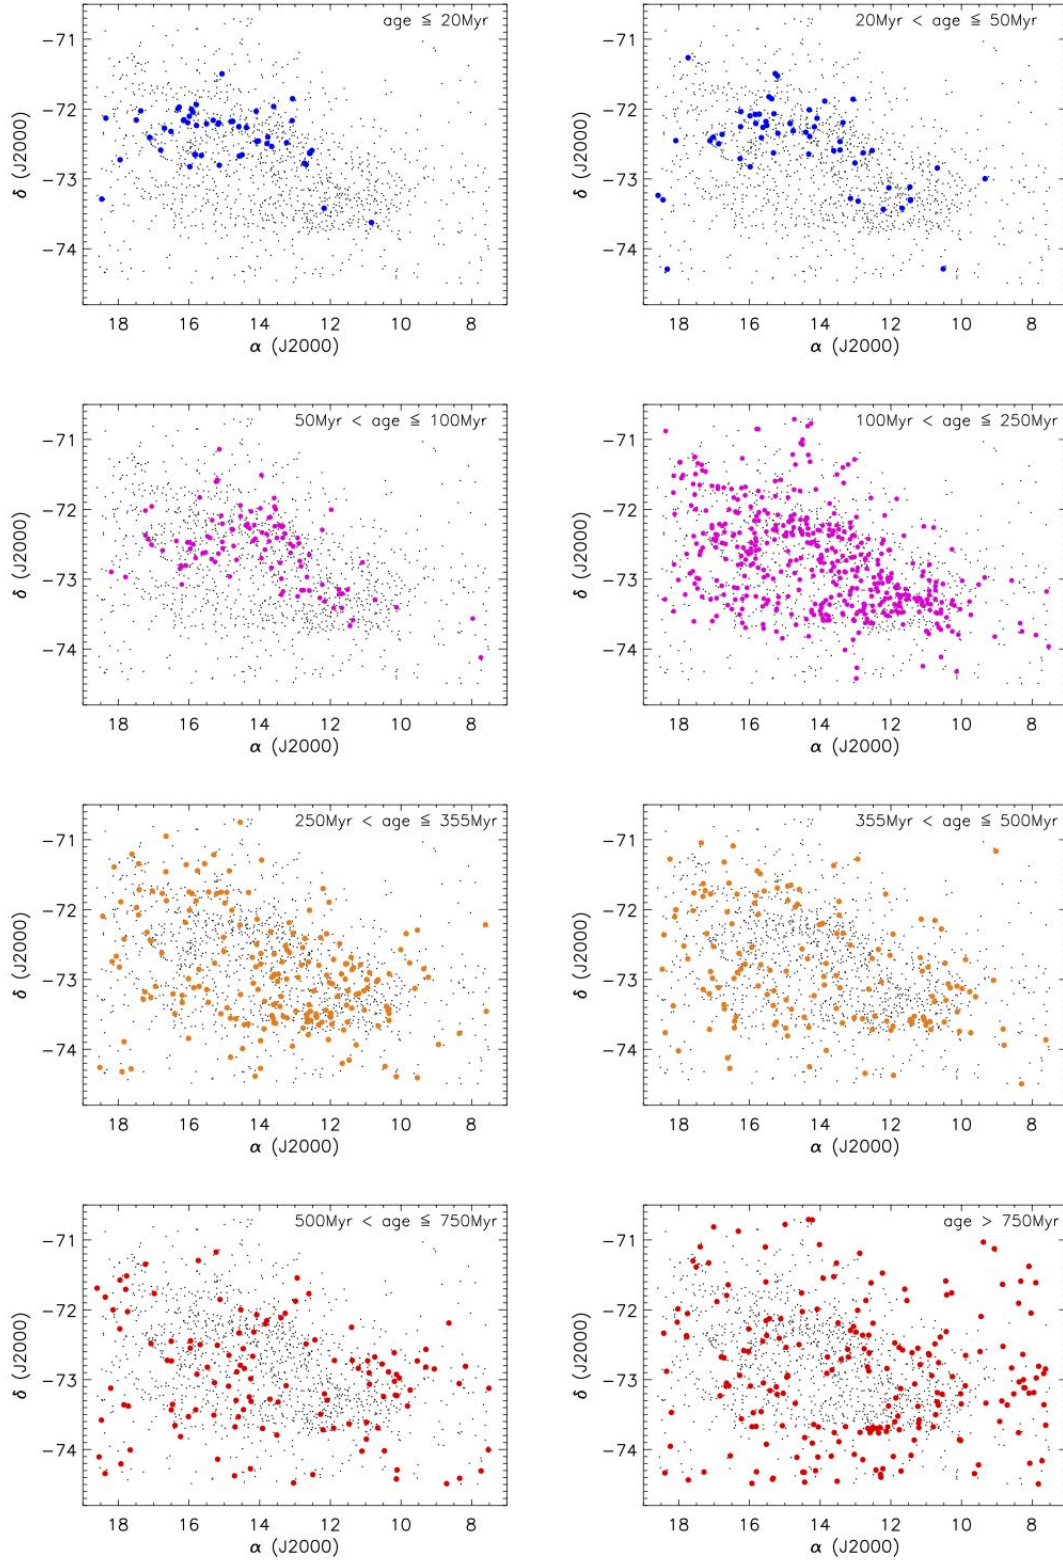 age ≦ 20Myr
20Myr < age ≦ 50Myr
−71
−72
−73
−74
δ (J2000)
18 16 14 12 10 8
α (J2000)
−71
−72
−73
−74
δ (J2000)
18 16 14 12 10 8
α (J2000)
50Myr < age ≦ 100Myr
100Myr < age ≦ 250Myr
−71
−72
−73
−74
δ (J2000)
18 16 14 12 10 8
α (J2000)
−71
−72
−73
−74
δ (J2000)
18 16 14 12 10 8
α (J2000)
250Myr < age ≦ 355Myr
355Myr < age ≦ 500Myr
−71
−72
−73
−74
δ (J2000)
18 16 14 12 10 8
α (J2000)
−71
−72
−73
−74
δ (J2000)
18 16 14 12 10 8
α (J2000)
500Myr < age ≦ 750Myr
age > 750Myr
−71
−72
−73
−74
δ (J2000)
18 16 14 12 10 8
α (J2000)
−71
−72
−73
−74
δ (J2000)
18 16 14 12 10 8
α (J2000)